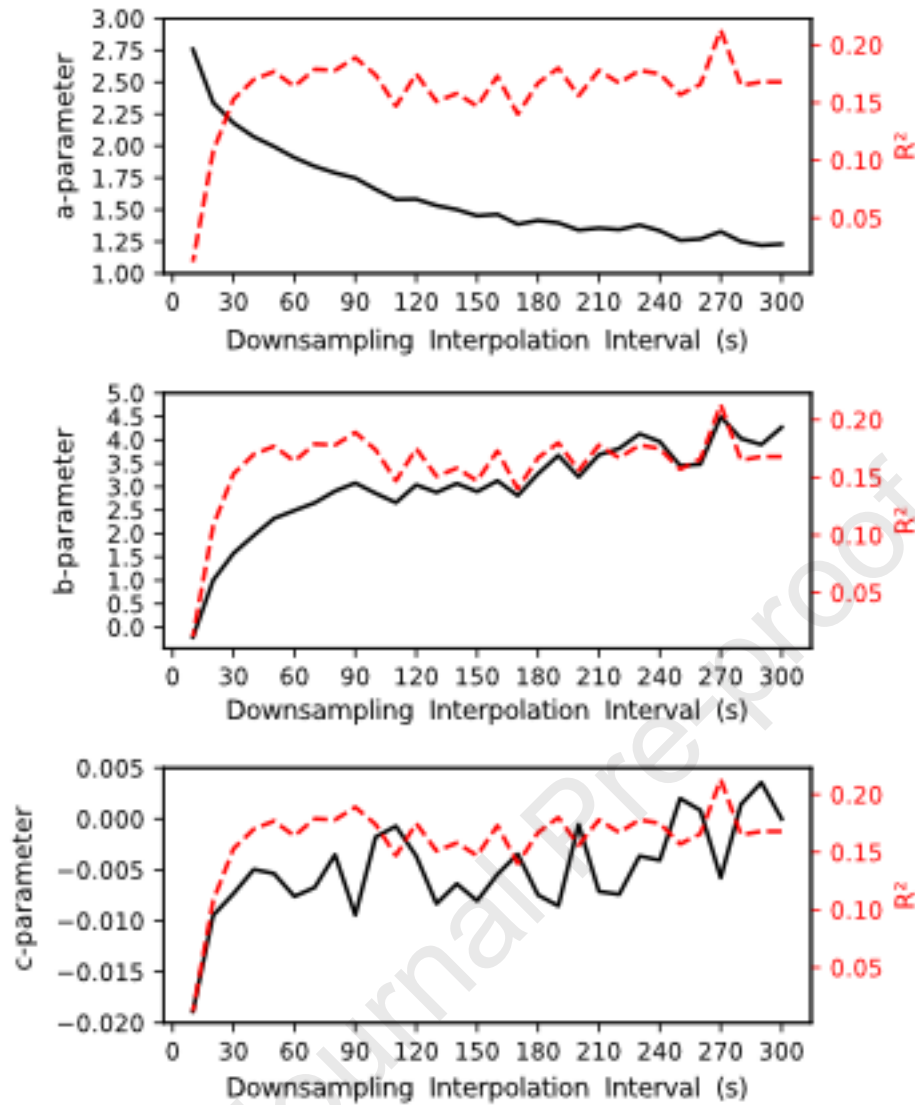 3.00
2.75
2.50
2.25
2.00
1.75
1.50
1.25
1.00
a-parameter
0.20
0.15
0.10
0.05
R²
0 30 60 90 120 150 180 210 240 270 300
Downsampling Interpolation Interval (s)
5.0
4.5
4.0
3.5
3.0
2.5
2.0
1.5
1.0
0.5
0.0
b-parameter
0.20
0.15
0.10
0.05
R²
0 30 60 90 120 150 180 210 240 270 300
Downsampling Interpolation Interval (s)
0.005
0.000
−0.005
−0.010
−0.015
−0.020
c-parameter
0.20
0.15
0.10
0.05
R²
0 30 60 90 120 150 180 210 240 270 300
Downsampling Interpolation Interval (s)
Journal Pre-proof